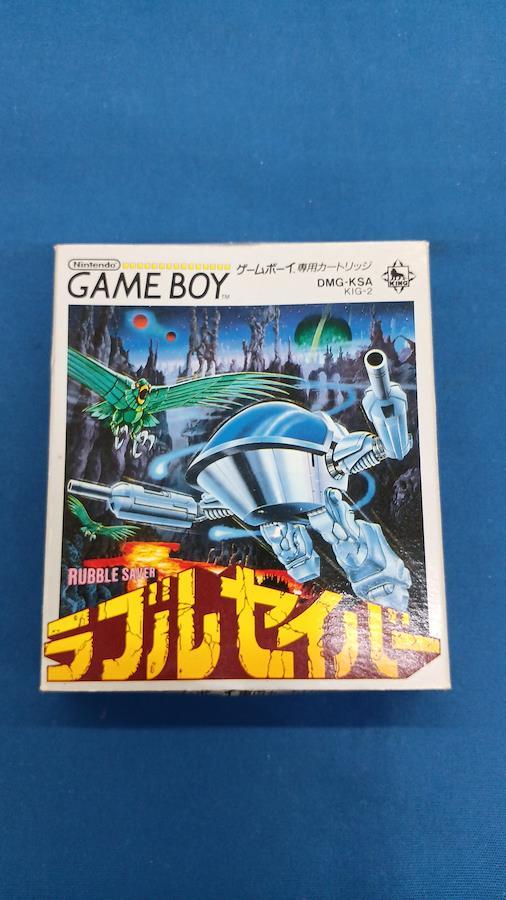 Nintendo
GAME BOY™
ゲームボーイ専用カートリッジ
DMG-KSA
KIG-2
KING
RUBBLE SAVER
ラブルセイバー